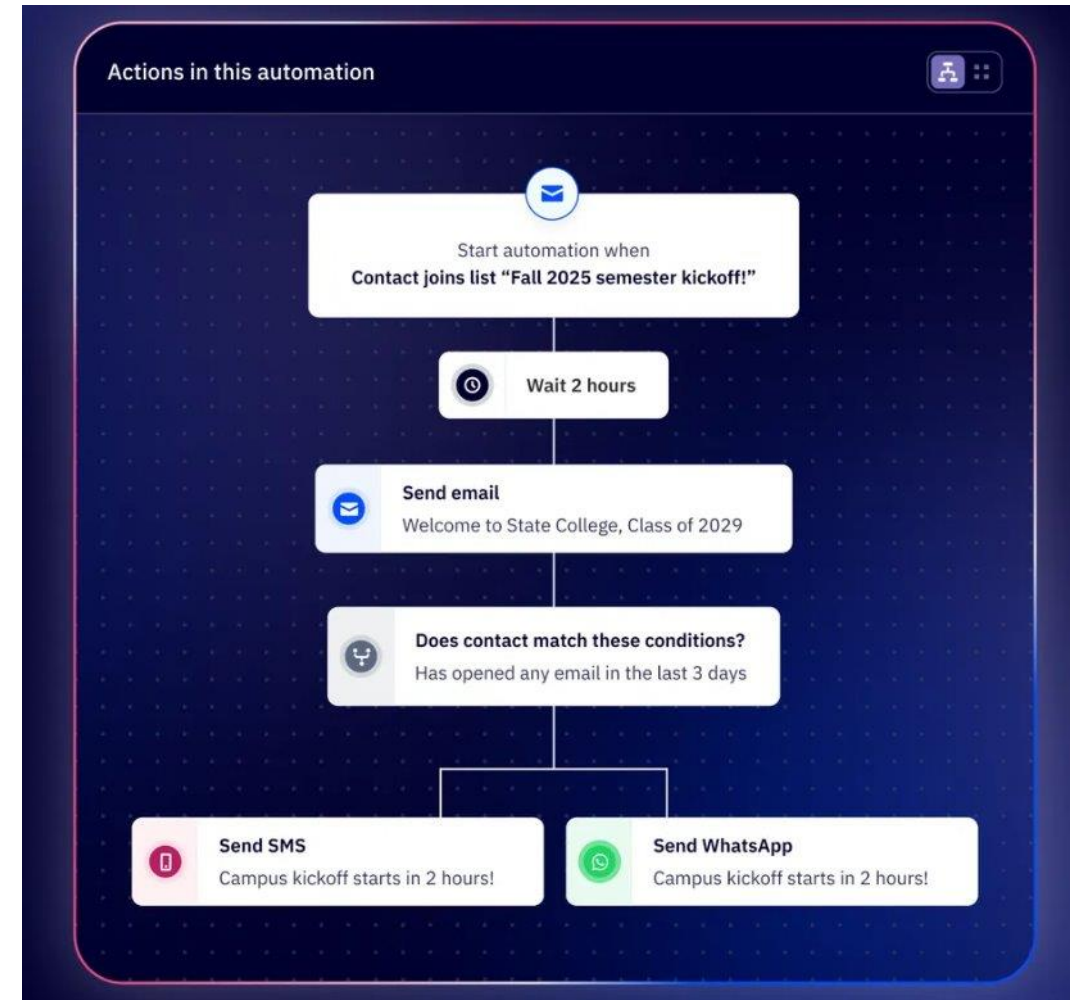 Actions in this automation
Start automation when
Contact joins list “Fall 2025 semester kickoff!”
Wait 2 hours
Send email
Welcome to State College, Class of 2029
Does contact match these conditions?
Has opened any email in the last 3 days
Send SMS
Campus kickoff starts in 2 hours!
Send WhatsApp
Campus kickoff starts in 2 hours!